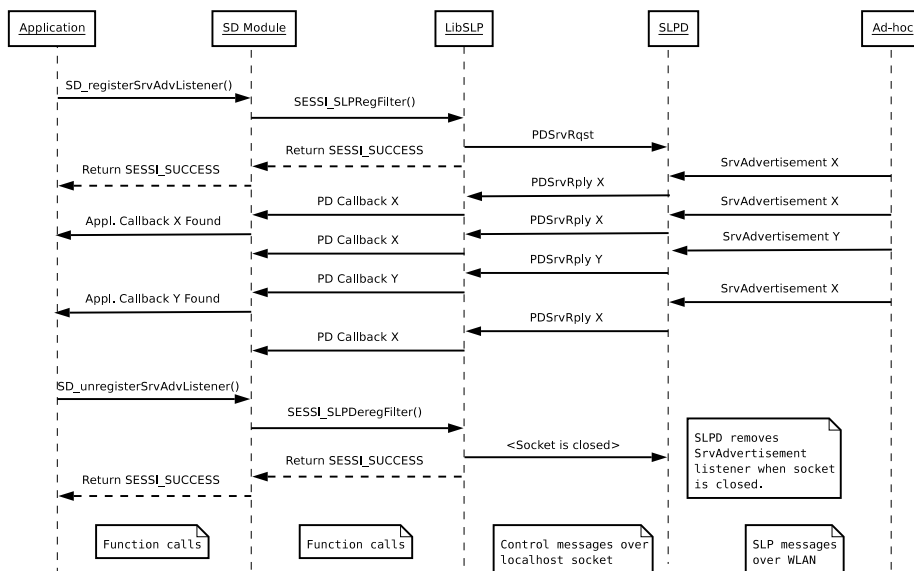 Application
SD Module
LibSLP
SLPD
Ad-hoc
SD_registerSrvAdvListener()
SESSI_SLPRegFilter()
PDSrvRqst
Return SESSI_SUCCESS
SrvAdvertisement X
Return SESSI_SUCCESS
PDSrvRply X
PD Callback X
SrvAdvertisement X
Appl. Callback X Found
PDSrvRply X
PD Callback X
SrvAdvertisement Y
PDSrvRply Y
PD Callback Y
SrvAdvertisement X
Appl. Callback Y Found
PDSrvRply X
PD Callback X
SD_unregisterSrvAdvListener()
SESSI_SLPDeregFilter()
<Socket is closed>
SLPD removes
SrvAdvertisement
listener when socket
is closed.
Return SESSI_SUCCESS
Return SESSI_SUCCESS
Function calls
Function calls
Control messages over
localhost socket
SLP messages
over WLAN